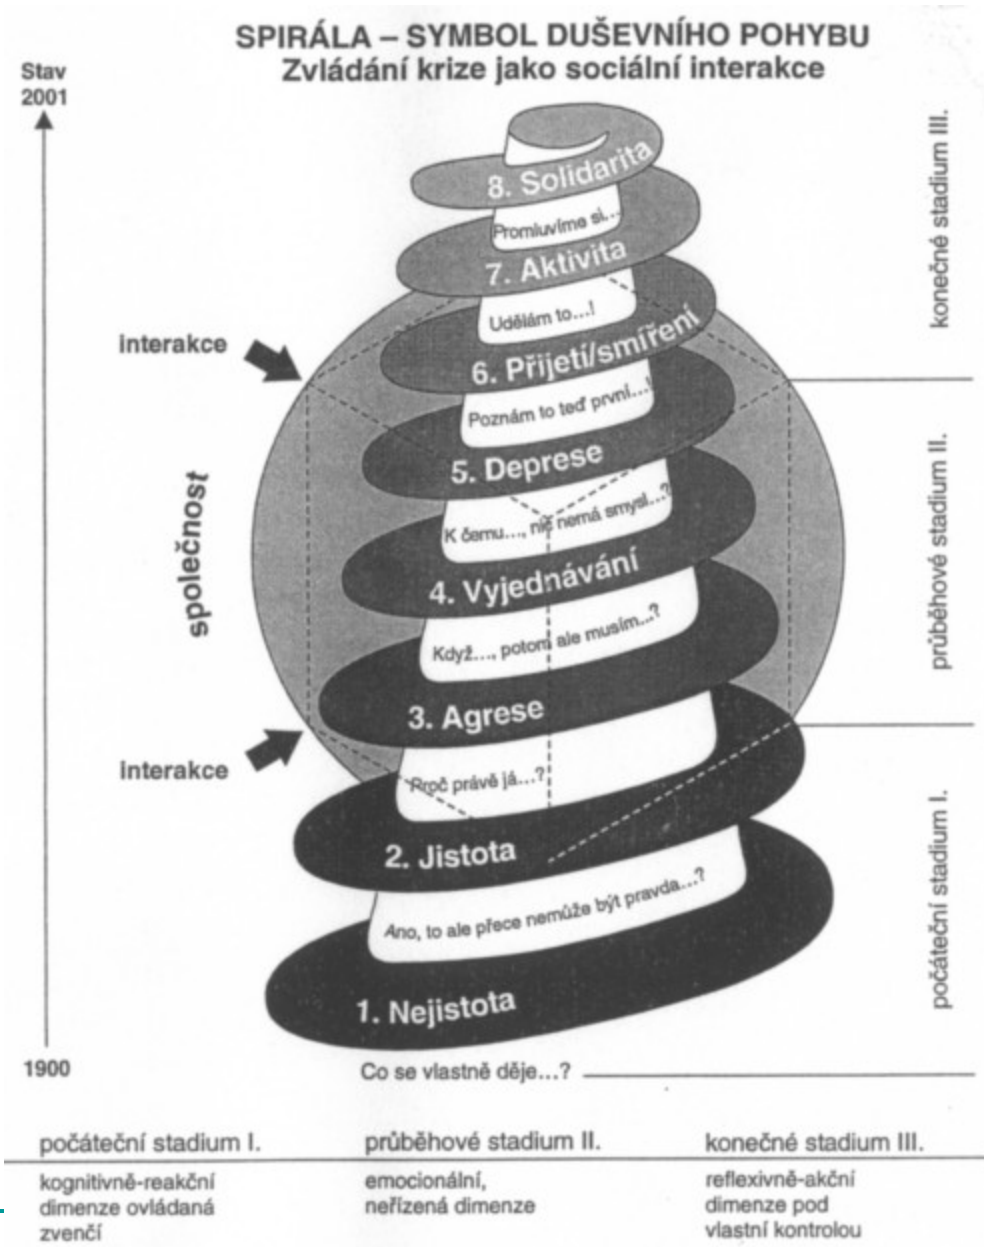 SPIRÁLA – SYMBOL DUŠEVNÍHO POHYBU
Zvládání krize jako sociální interakce
Stav
2001
8. Solidarita
Promluvíme si...
7. Aktivita
Udělám to...!
6. Přijetí/smíření
Poznám to teď první...!
5. Deprese
K čemu..., nic nemá smysl...?
4. Vyjednávání
Když..., potom ale musím...?
3. Agrese
Proč právě já...?
2. Jistota
Ano, to ale přece nemůže být pravda...?
1. Nejistota
Co se vlastně děje...?
1900
interakce
společnost
interakce
konečné stadium III.
průběhové stadium II.
počáteční stadium I.
počáteční stadium I.
kognitivně-reakční
dimenze ovládaná
zvenčí
průběhové stadium II.
emocionální,
neřízená dimenze
konečné stadium III.
reflexivně-akční
dimenze pod
vlastní kontrolou